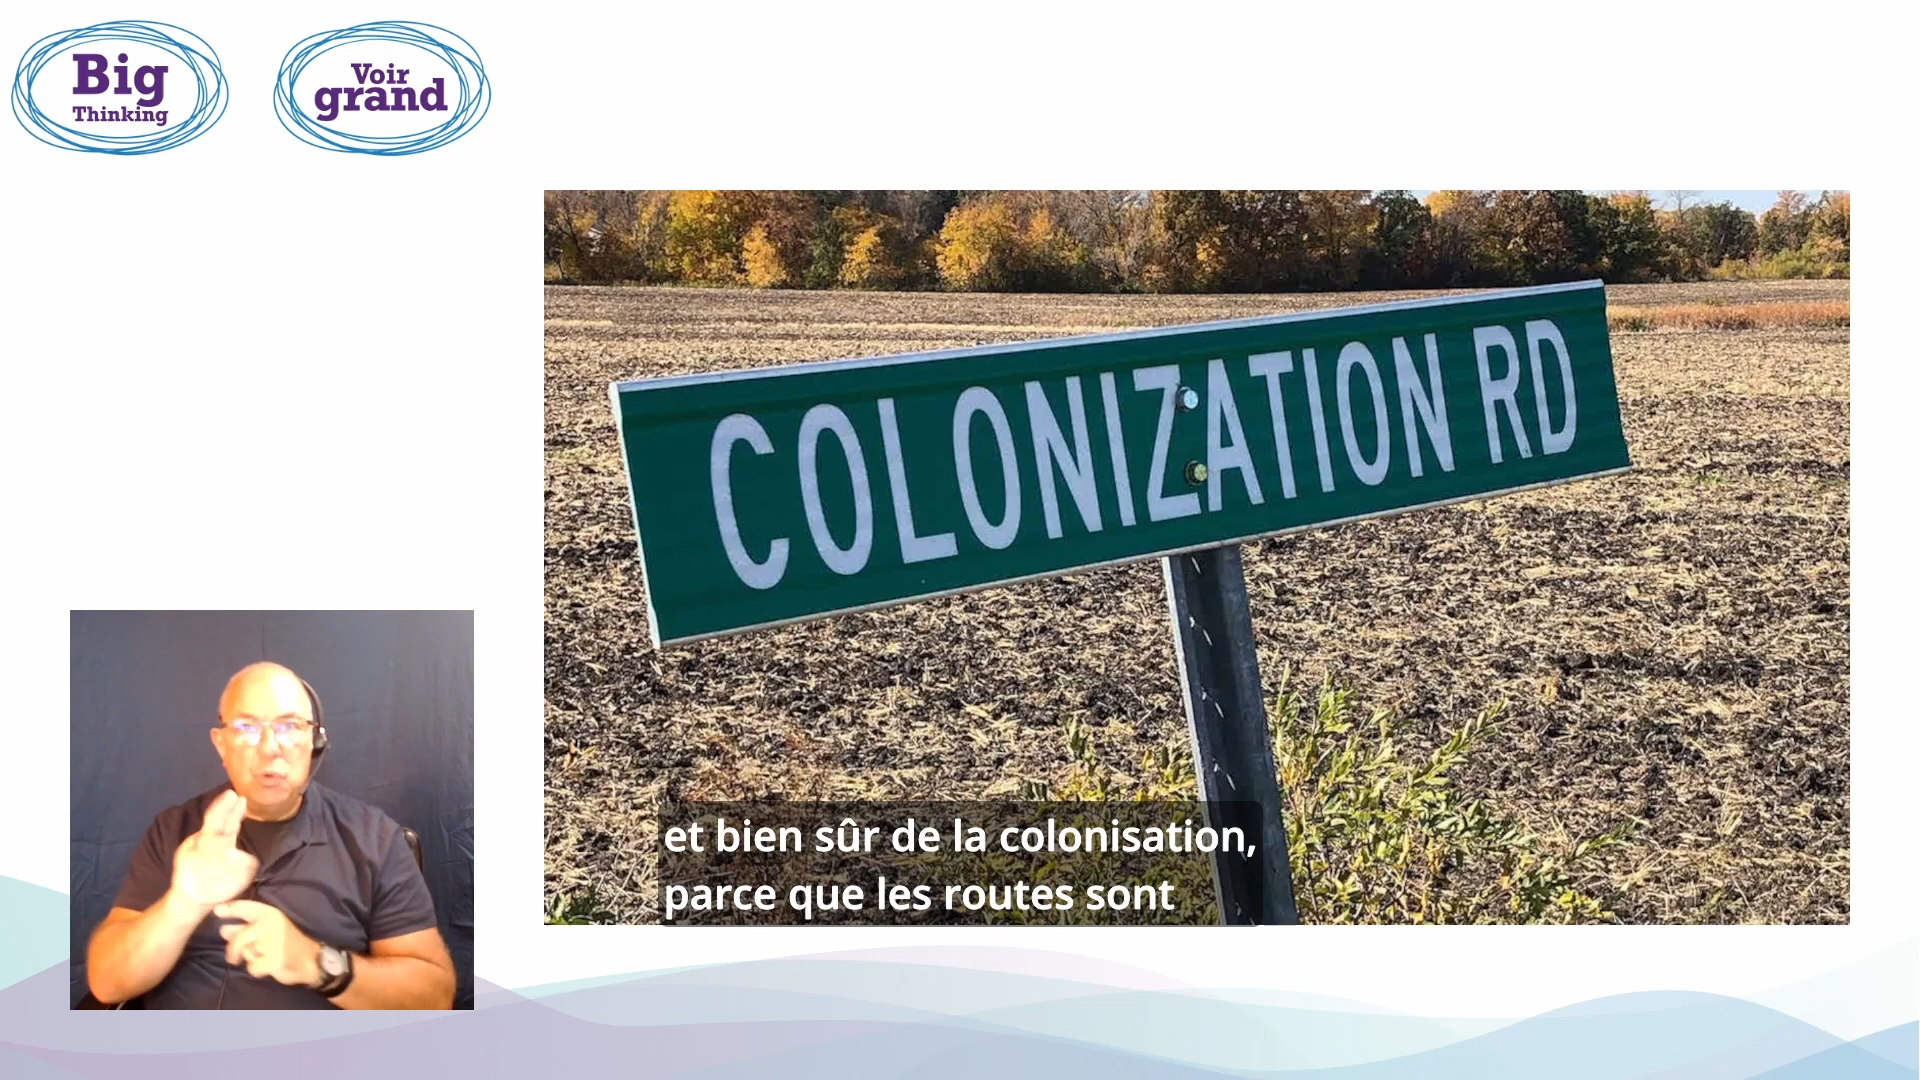 Big
Thinking
Voir
grand
COLONIZATION RD
et bien sûr de la colonisation,
parce que les routes sont